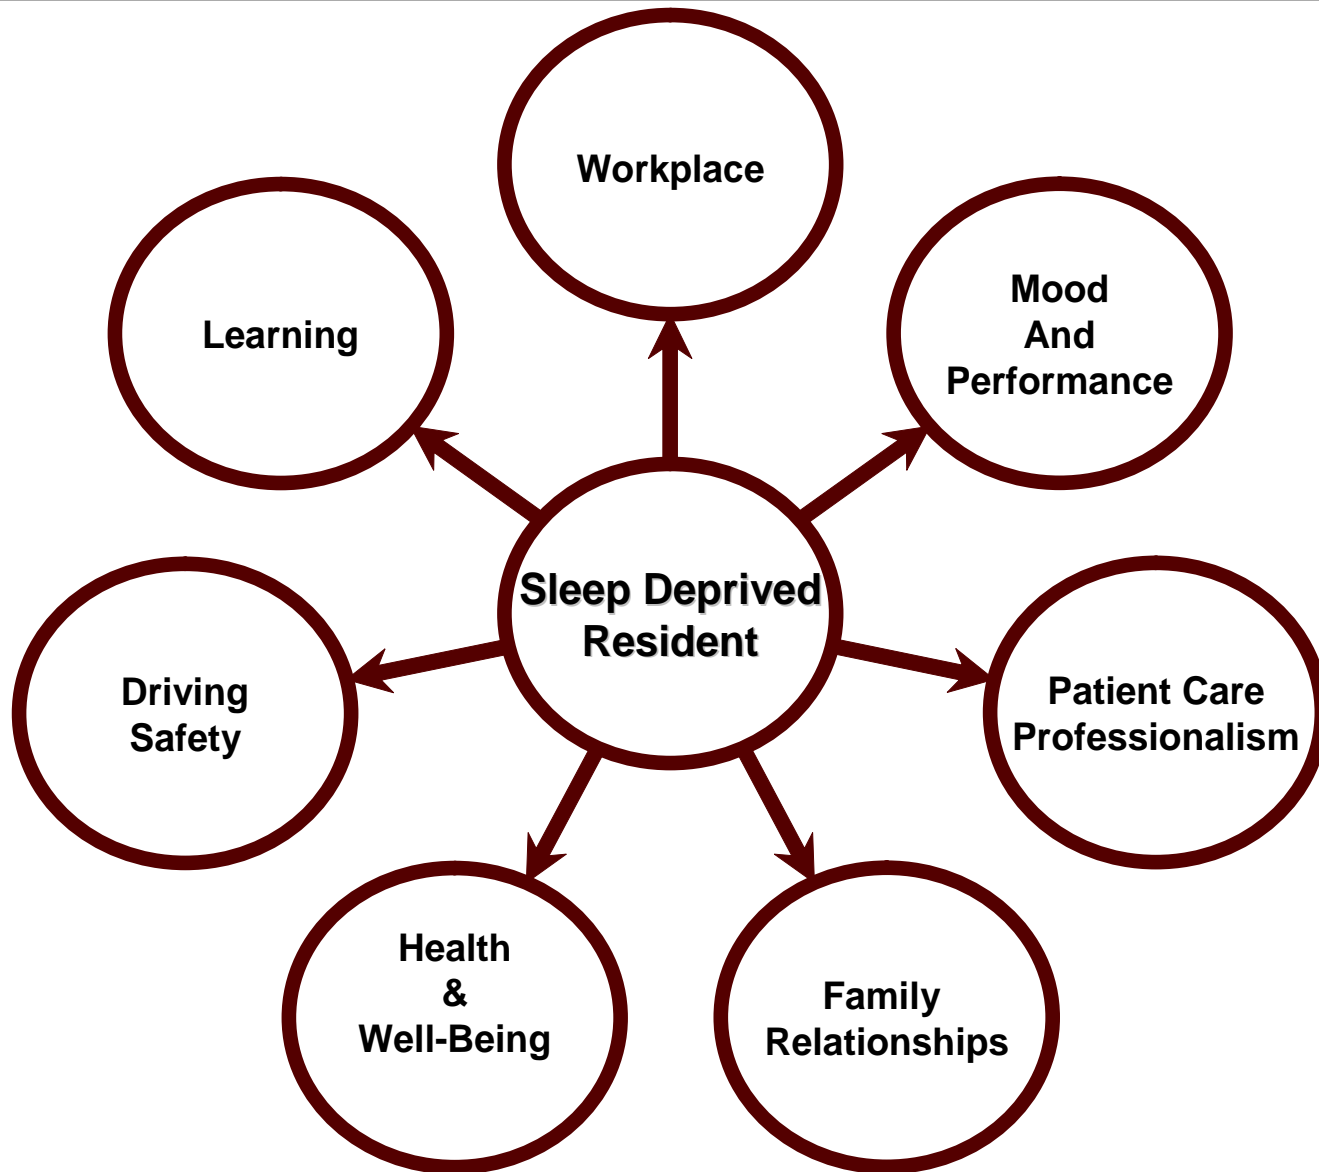 Workplace
Mood
And
Performance
Learning
Sleep Deprived
Resident
Patient Care
Professionalism
Driving
Safety
Health
&
Well-Being
Family
Relationships